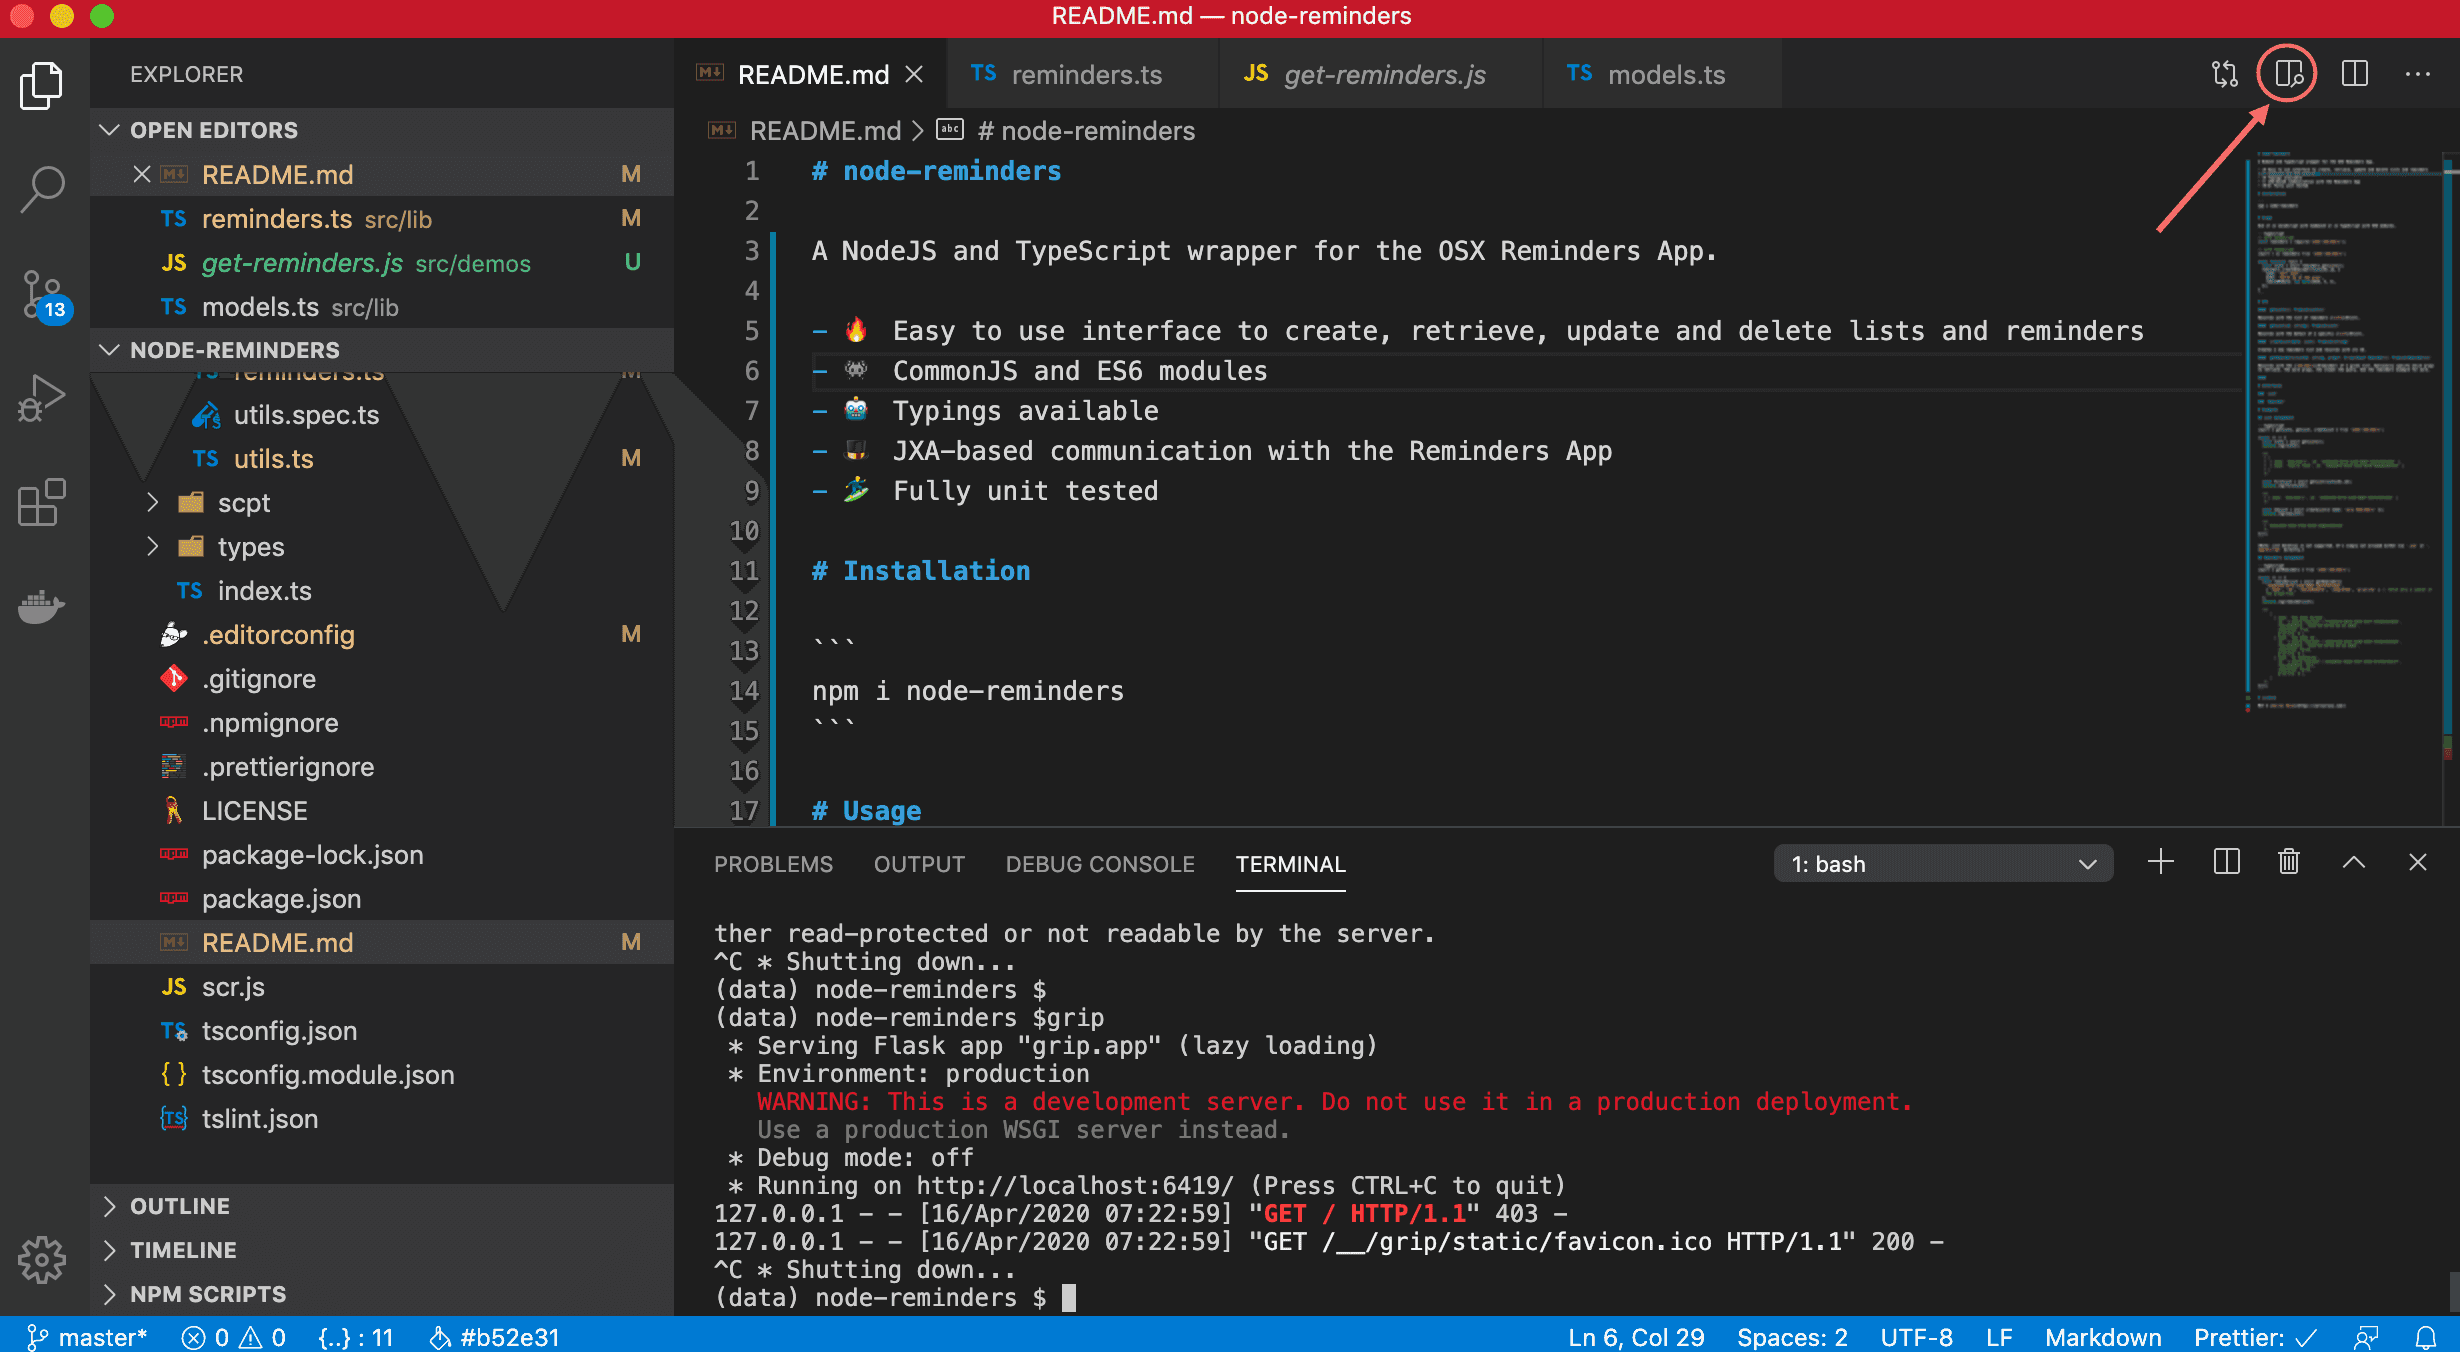 README.md — node-reminders
EXPLORER
OPEN EDITORS
README.md M
reminders.ts src/lib M
get-reminders.js src/demos U
models.ts src/lib
13
NODE-REMINDERS
reminders.ts M
utils.spec.ts
utils.ts M
scpt
types
index.ts
.editorconfig M
.gitignore
.npmignore
.prettierignore
LICENSE
package-lock.json
package.json
README.md M
scr.js
tsconfig.json
tsconfig.module.json
tslint.json
OUTLINE
TIMELINE
NPM SCRIPTS
README.md TS reminders.ts JS get-reminders.js TS models.ts
README.md > abc # node-reminders
1 # node-reminders
2
3 A NodeJS and TypeScript wrapper for the OSX Reminders App.
4
5 - 🔥 Easy to use interface to create, retrieve, update and delete lists and reminders
6 - 👾 CommonJS and ES6 modules
7 - 🤖 Typings available
8 - 🎩 JXA-based communication with the Reminders App
9 - 🏄 Fully unit tested
10
11 # Installation
12
13 ```
14 npm i node-reminders
15 ```
16
17 # Usage
PROBLEMS OUTPUT DEBUG CONSOLE TERMINAL 1: bash
ther read-protected or not readable by the server.
^C * Shutting down...
(data) node-reminders $
(data) node-reminders $grip
* Serving Flask app "grip.app" (lazy loading)
* Environment: production
WARNING: This is a development server. Do not use it in a production deployment.
Use a production WSGI server instead.
* Debug mode: off
* Running on http://localhost:6419/ (Press CTRL+C to quit)
127.0.0.1 - - [16/Apr/2020 07:22:59] "GET / HTTP/1.1" 403 -
127.0.0.1 - - [16/Apr/2020 07:22:59] "GET /__/grip/static/favicon.ico HTTP/1.1" 200 -
^C * Shutting down...
(data) node-reminders $
master* 0 0 {..} : 11 #b52e31 Ln 6, Col 29 Spaces: 2 UTF-8 LF Markdown Prettier: ✓